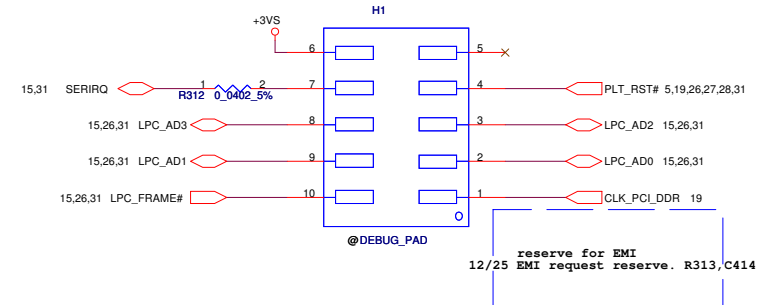 H1
+3VS
6
5
15,31 SERIRQ
1
2
7
4
PLT_RST# 5,19,26,27,28,31
R312 0_0402_5%
15,26,31 LPC_AD3
8
3
LPC_AD2 15,26,31
15,26,31 LPC_AD1
9
2
LPC_AD0 15,26,31
15,26,31 LPC_FRAME#
10
1
CLK_PCI_DDR 19
@DEBUG_PAD
reserve for EMI
12/25 EMI request reserve. R313,C414